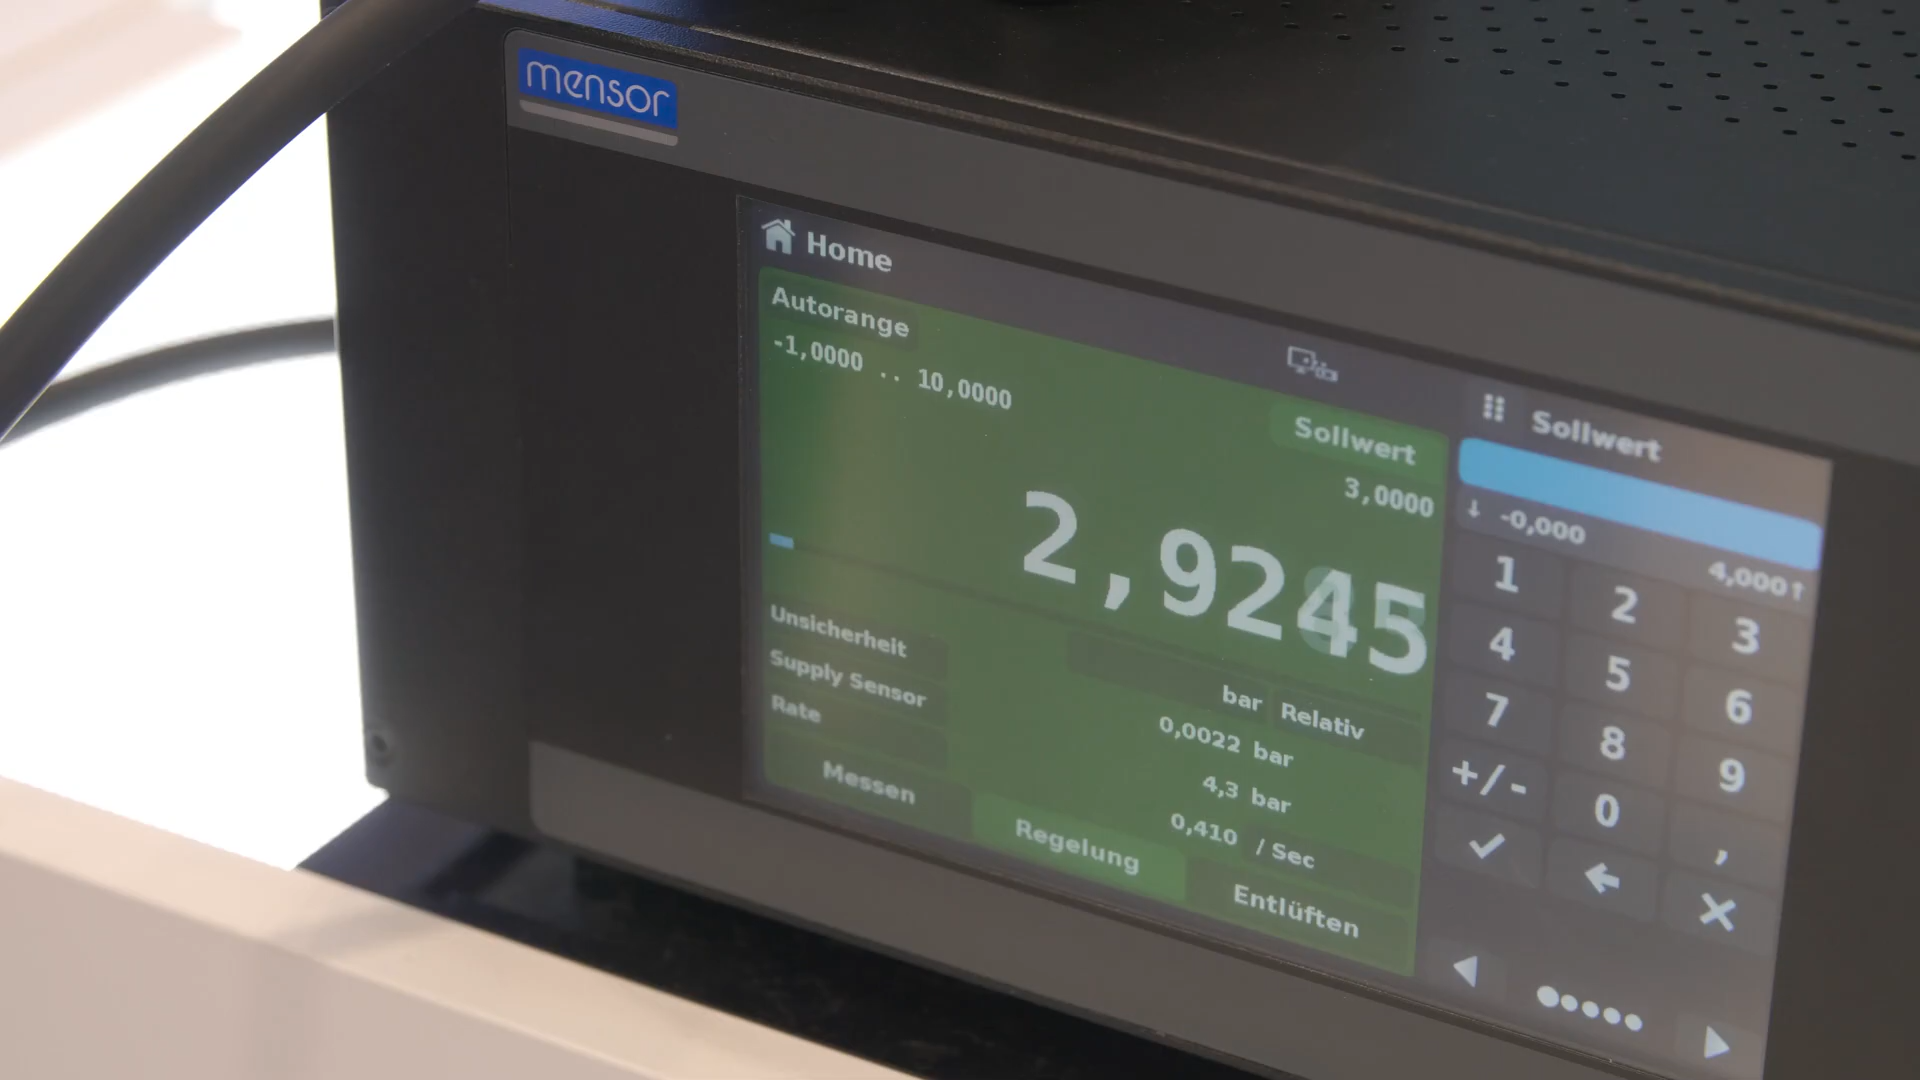 mensor
Home
Autorange
-1,0000 .. 10,0000
Sollwert
3,0000
2,9245
bar Relativ
Unsicherheit 0,0022 bar
Supply Sensor 4,3 bar
Rate 0,410 / Sec
Messen Regelung Entlüften
Sollwert
↓ -0,000 4,000↑
1 2 3
4 5 6
7 8 9
+/- 0 ,